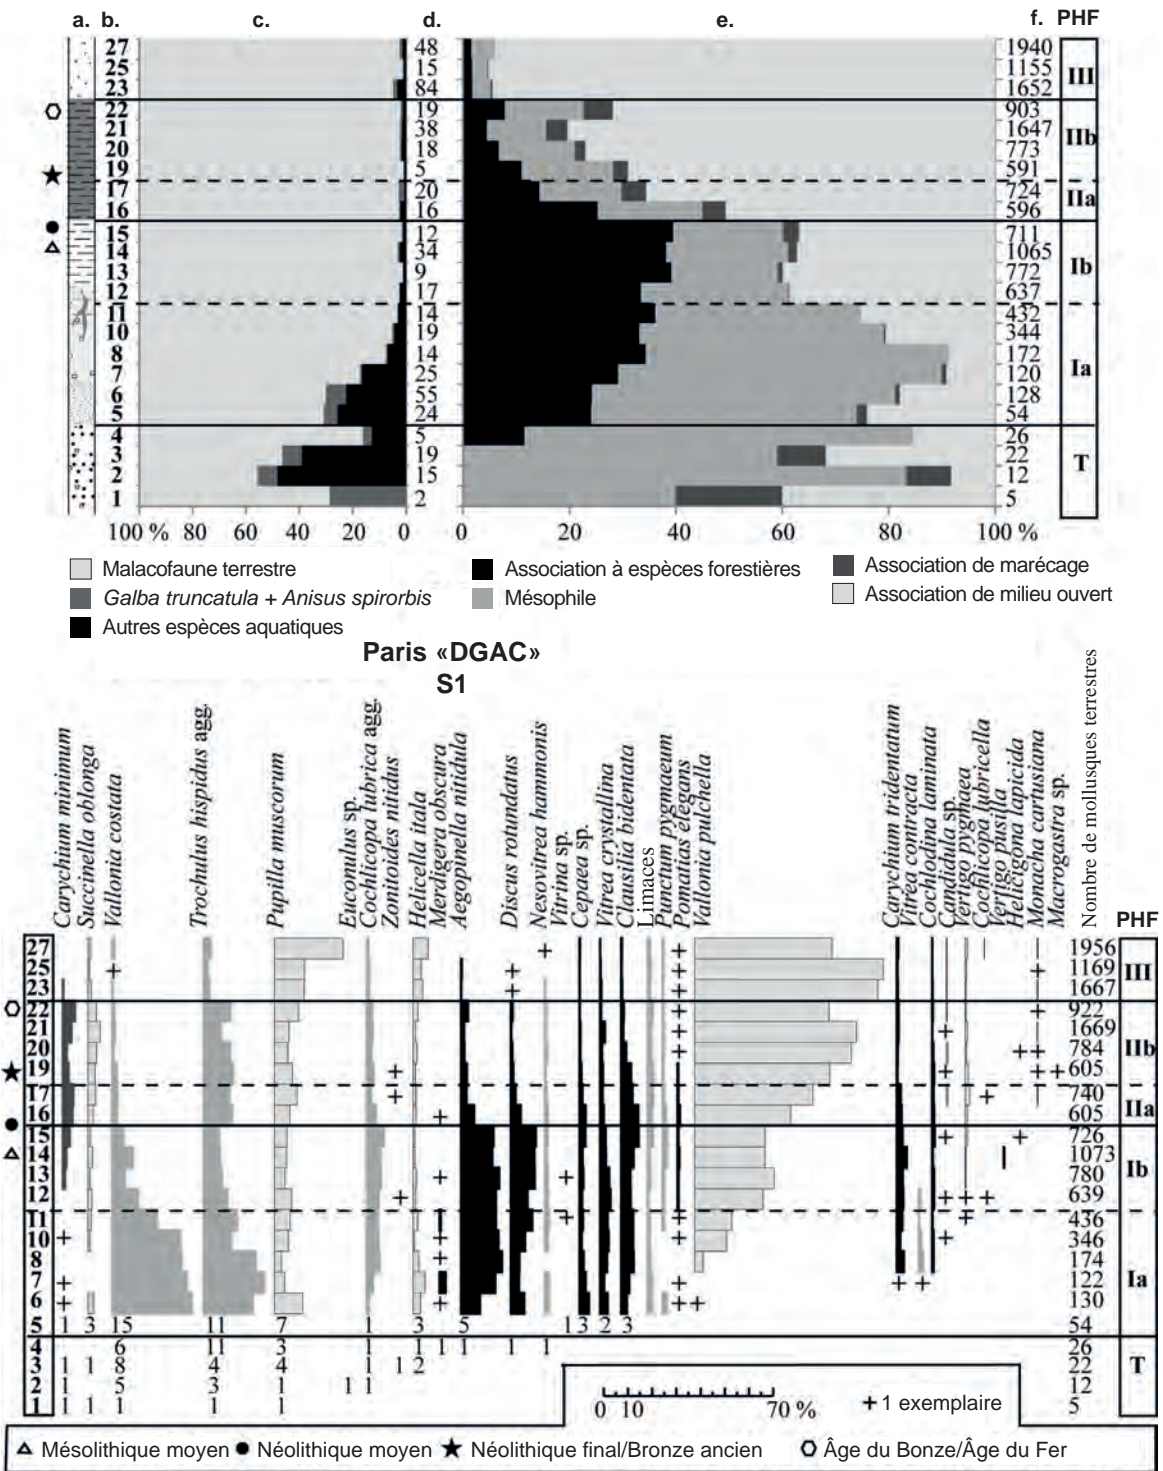 a. b. c. d. e. f. PHF
27 48 1940
25 15 1155 III
23 84 1652
22 19 903
21 38 1647 IIb
20 18 773
19 5 591
17 20 724 IIa
16 16 596
15 12 711
14 34 1065 Ib
13 9 772
12 17 637
11 14 432
10 19 344
8 14 172 Ia
7 25 120
6 55 128
5 24 54
4 5 26
3 19 22 T
2 15 12
1 2 5
100 % 80 60 40 20 0 0 20 40 60 80 100 %
Malacofaune terrestre
Galba truncatula + Anisus spirorbis
Autres espèces aquatiques
Association à espèces forestières
Mésophile
Association de marécage
Association de milieu ouvert
Paris «DGAC»
S1
Carychium minimum
Succinella oblonga
Vallonia costata
Trochulus hispidus agg.
Pupilla muscorum
Euconulus sp.
Cochlicopa lubrica agg.
Zonitoides nitidus
Helicella itala
Merdigera obscura
Aegopinella nitidula
Discus rotundatus
Nesovitrea hammonis
Vitrina sp.
Cepaea sp.
Vitrea crystallina
Clausilia bidentata
Limaces
Punctum pygmaeum
Pomatias elegans
Vallonia pulchella
Carychium tridentatum
Vitrea contracta
Cochlodina laminata
Candidula sp.
Vertigo pygmaea
Cochlicopa lubricella
Vertigo pusilla
Helicigona lapicida
Monacha cartusiana
Macrogastra sp.
Nombre de mollusques terrestres
PHF
27 + + 1956
25 + + + + 1169 III
23 + + 1667
22 + + 922
21 + + 1669
20 + + + 784 IIb
19 + + + + 605
17 + + 740 IIa
16 + 605
15 + + 726
14 1073
13 + + 780 Ib
12 + + + + 639
11 + + + 436
10 + + + + 346
8 + 174
7 + + + + 122 Ia
6 + + + + 130
5 1 3 15 11 7 1 3 5 1 3 2 3 54
4 6 11 3 1 1 1 1 1 1 26
3 1 1 8 4 4 1 1 2 22 T
2 1 5 3 1 1 1 12
1 1 1 1 1 1 5
0 10 70 %
+ 1 exemplaire
Mésolithique moyen Néolithique moyen Néolithique final/Bronze ancien Âge du Bonze/Âge du Fer